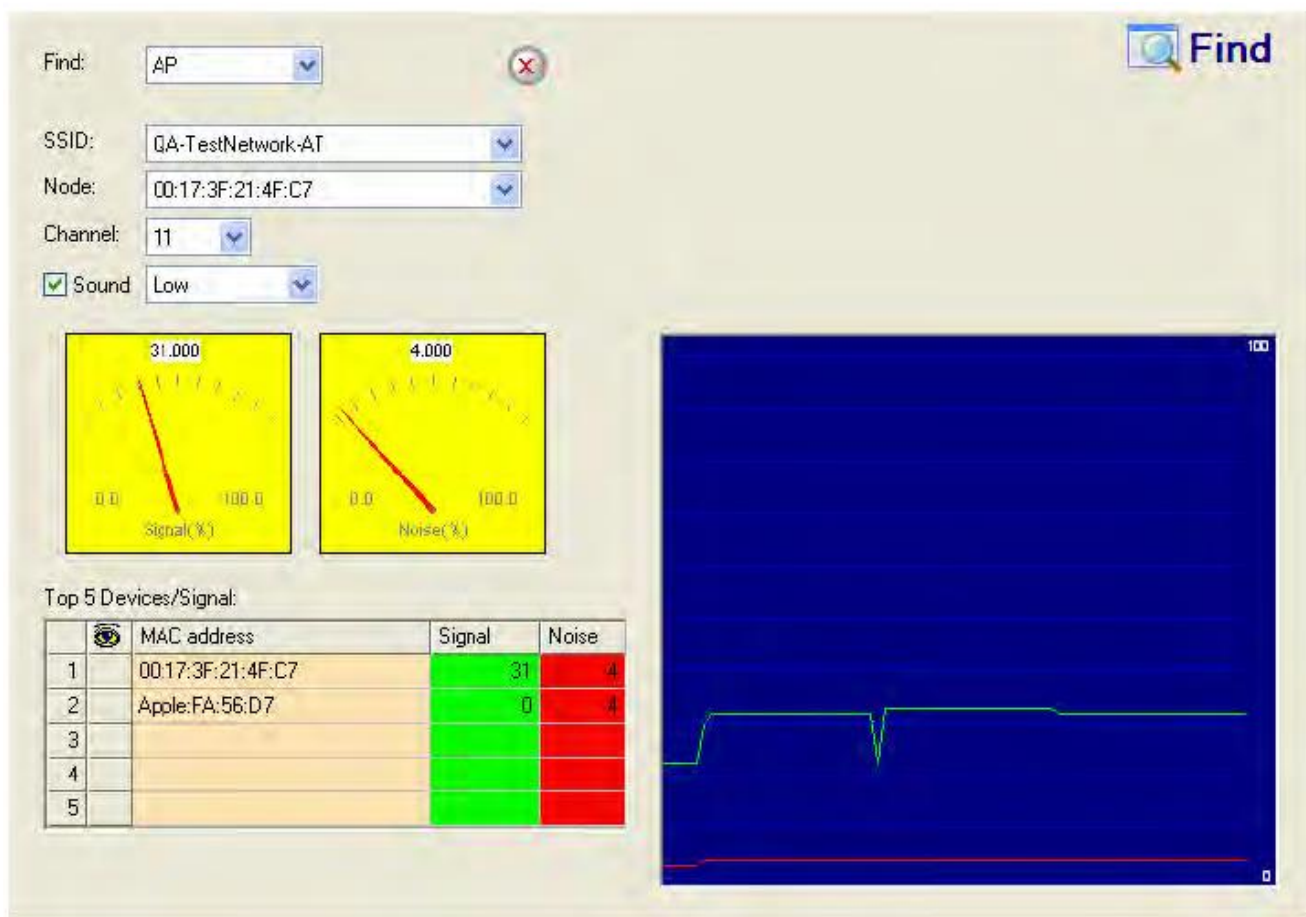 Find: AP
Find
SSID: QA-TestNetwork-AT
Node: 00:17:3F:21:4F:C7
Channel: 11
Sound Low
31.000
0.0 100.0
Signal(%)
4.000
0.0 100.0
Noise(%)
100
0
Top 5 Devices/Signal:
MAC address Signal Noise
1 00:17:3F:21:4F:C7 31 4
2 Apple:FA:56:D7 0 4
3
4
5